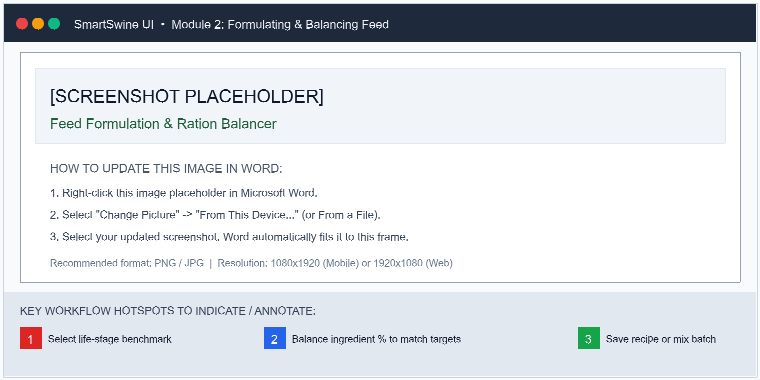 SmartSwine UI • Module 2: Formulating & Balancing Feed
[SCREENSHOT PLACEHOLDER]
Feed Formulation & Ration Balancer
HOW TO UPDATE THIS IMAGE IN WORD:
1. Right-click this image placeholder in Microsoft Word.
2. Select "Change Picture" -> "From This Device..." (or From a File).
3. Select your updated screenshot. Word automatically fits it to this frame.
Recommended format: PNG / JPG | Resolution: 1080x1920 (Mobile) or 1920x1080 (Web)
KEY WORKFLOW HOTSPOTS TO INDICATE / ANNOTATE:
1 Select life-stage benchmark
2 Balance ingredient % to match targets
3 Save recipe or mix batch